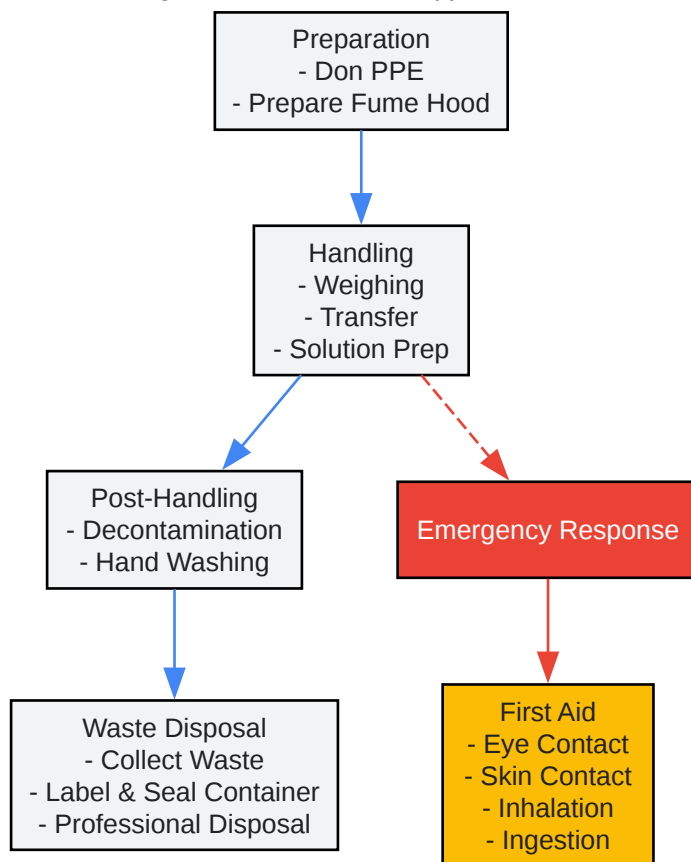 Preparation
- Don PPE
- Prepare Fume Hood
Handling
- Weighing
- Transfer
- Solution Prep
Post-Handling
- Decontamination
- Hand Washing
Emergency Response
Waste Disposal
- Collect Waste
- Label & Seal Container
- Professional Disposal
First Aid
- Eye Contact
- Skin Contact
- Inhalation
- Ingestion